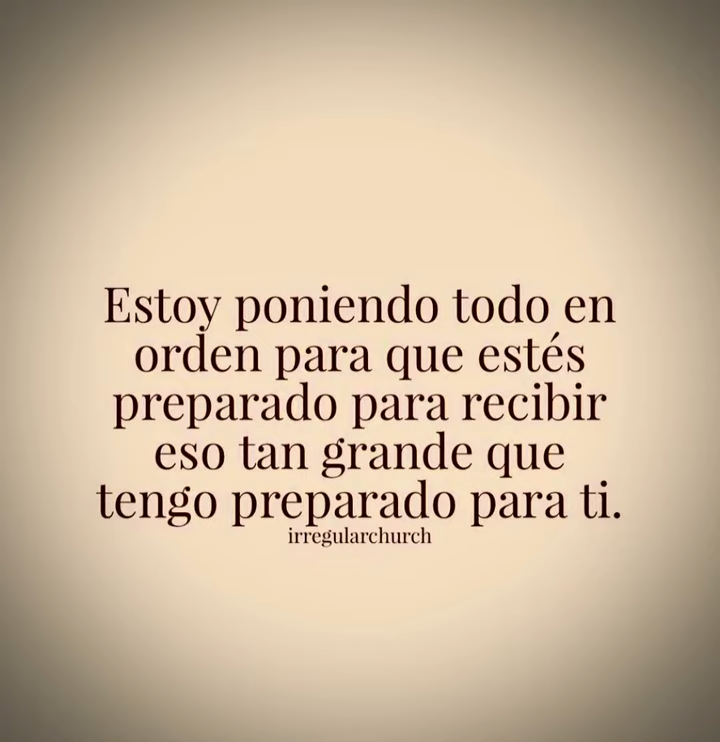 Estoy poniendo todo en
orden para que estés
preparado para recibir
eso tan grande que
tengo preparado para ti.
irregularchurch